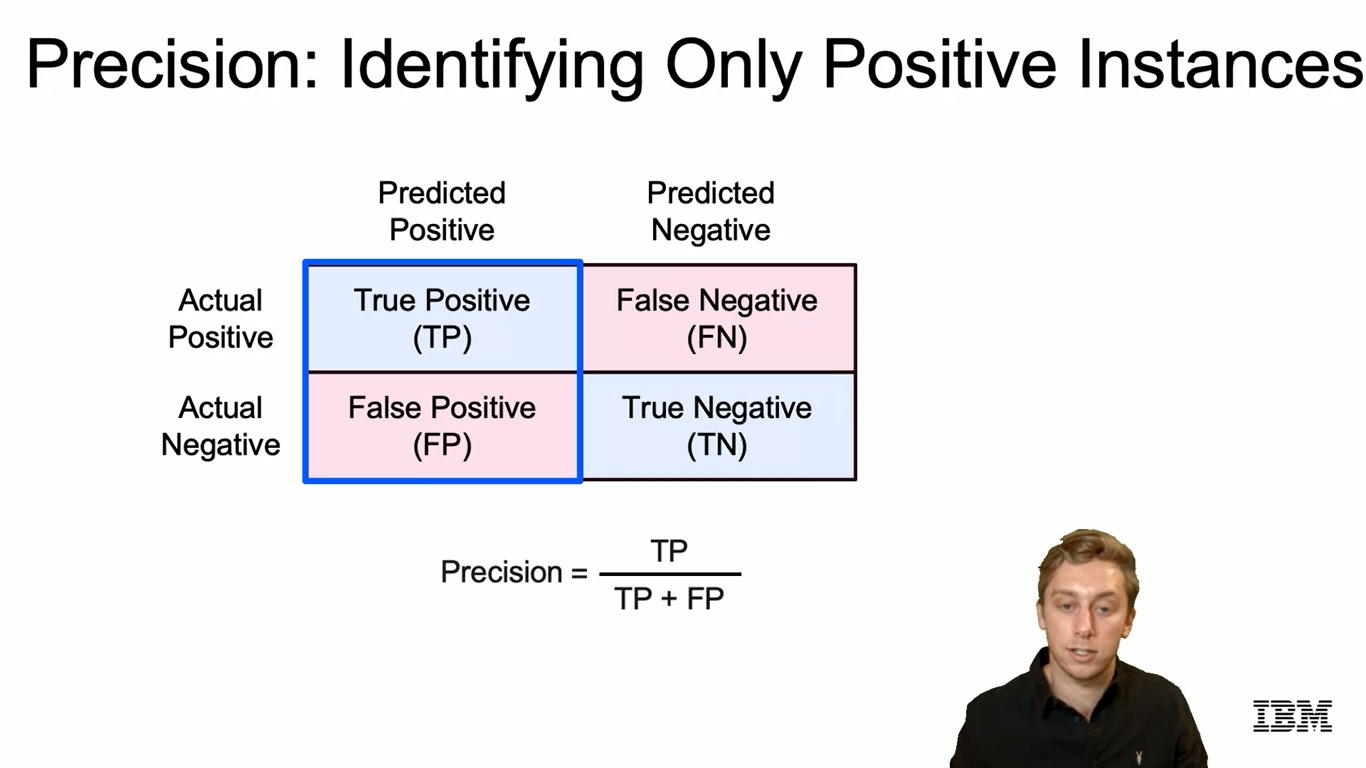 Precision: Identifying Only Positive Instances
Predicted
Positive
Predicted
Negative
Actual
Positive
True Positive
(TP)
False Negative
(FN)
Actual
Negative
False Positive
(FP)
True Negative
(TN)
Precision =
TP
TP + FP
IBM